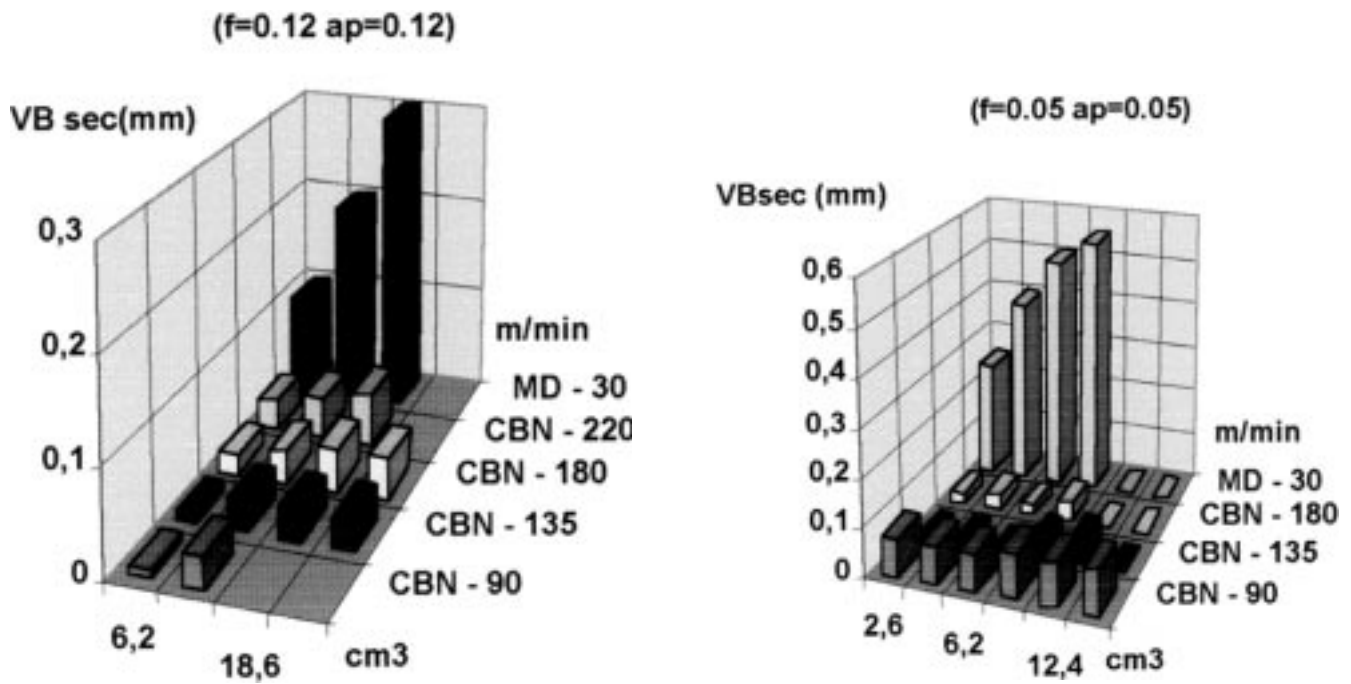 (f=0.12 ap=0.12)
VB sec(mm)
0,3
0,2
0,1
0
m/min
MD - 30
CBN - 220
CBN - 180
CBN - 135
CBN - 90
6,2
18,6
cm3
(f=0.05 ap=0.05)
VBsec (mm)
0,6
0,5
0,4
0,3
0,2
0,1
0
m/min
MD - 30
CBN - 180
CBN - 135
CBN - 90
2,6
6,2
12,4
cm3